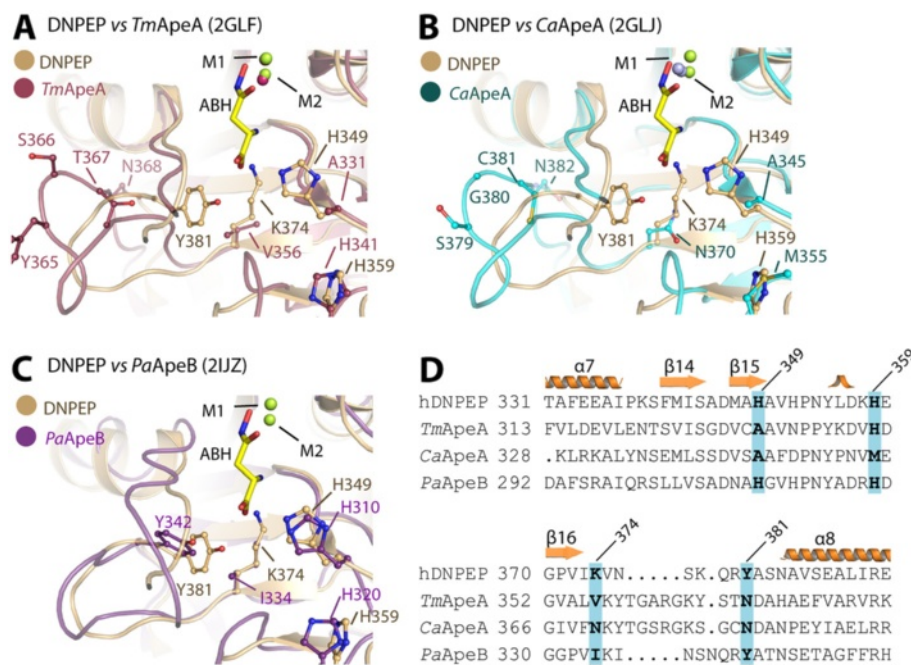 A DNPEP vs TmApeA (2GLF)
DNPEP
TmApeA
M1
M2
ABH
S366
T367
N368
H349
A331
Y381
K374
V356
H341
H359
Y365
B DNPEP vs CaApeA (2GLJ)
DNPEP
CaApeA
M1
M2
ABH
H349
C381
N382
A345
G380
K374
Y381
S379
N370
H359
M355
C DNPEP vs PaApeB (2IJZ)
DNPEP
PaApeB
M1
M2
ABH
H349
H310
Y342
Y381
K374
I334
H320
H359
D
349
359
α7 β14 β15
hDNPEP 331 TAFEEAIPKSFMISADMAHAVHPNYLDKHE
TmApeA 313 FVLDEVLENTSVISGDVCAAVNPPYKDVHD
CaApeA 328 .KLRKALYNSEMLSSDVSAAFDPNYPNVME
PaApeB 292 DAFSRAIQRSLLVSADNAHGVHPNYADRHD
374
381
β16 α8
hDNPEP 370 GPVIKVN.....SK.QRYASNAVSEALIRE
TmApeA 352 GVALVKYTGARGKY.STNDAHAEFVARVRK
CaApeA 366 GIVFNKYTGSRGKS.GCNDANPEYIAELRR
PaApeB 330 GGPVIKI..NSNQRYATNSETAGFFRH